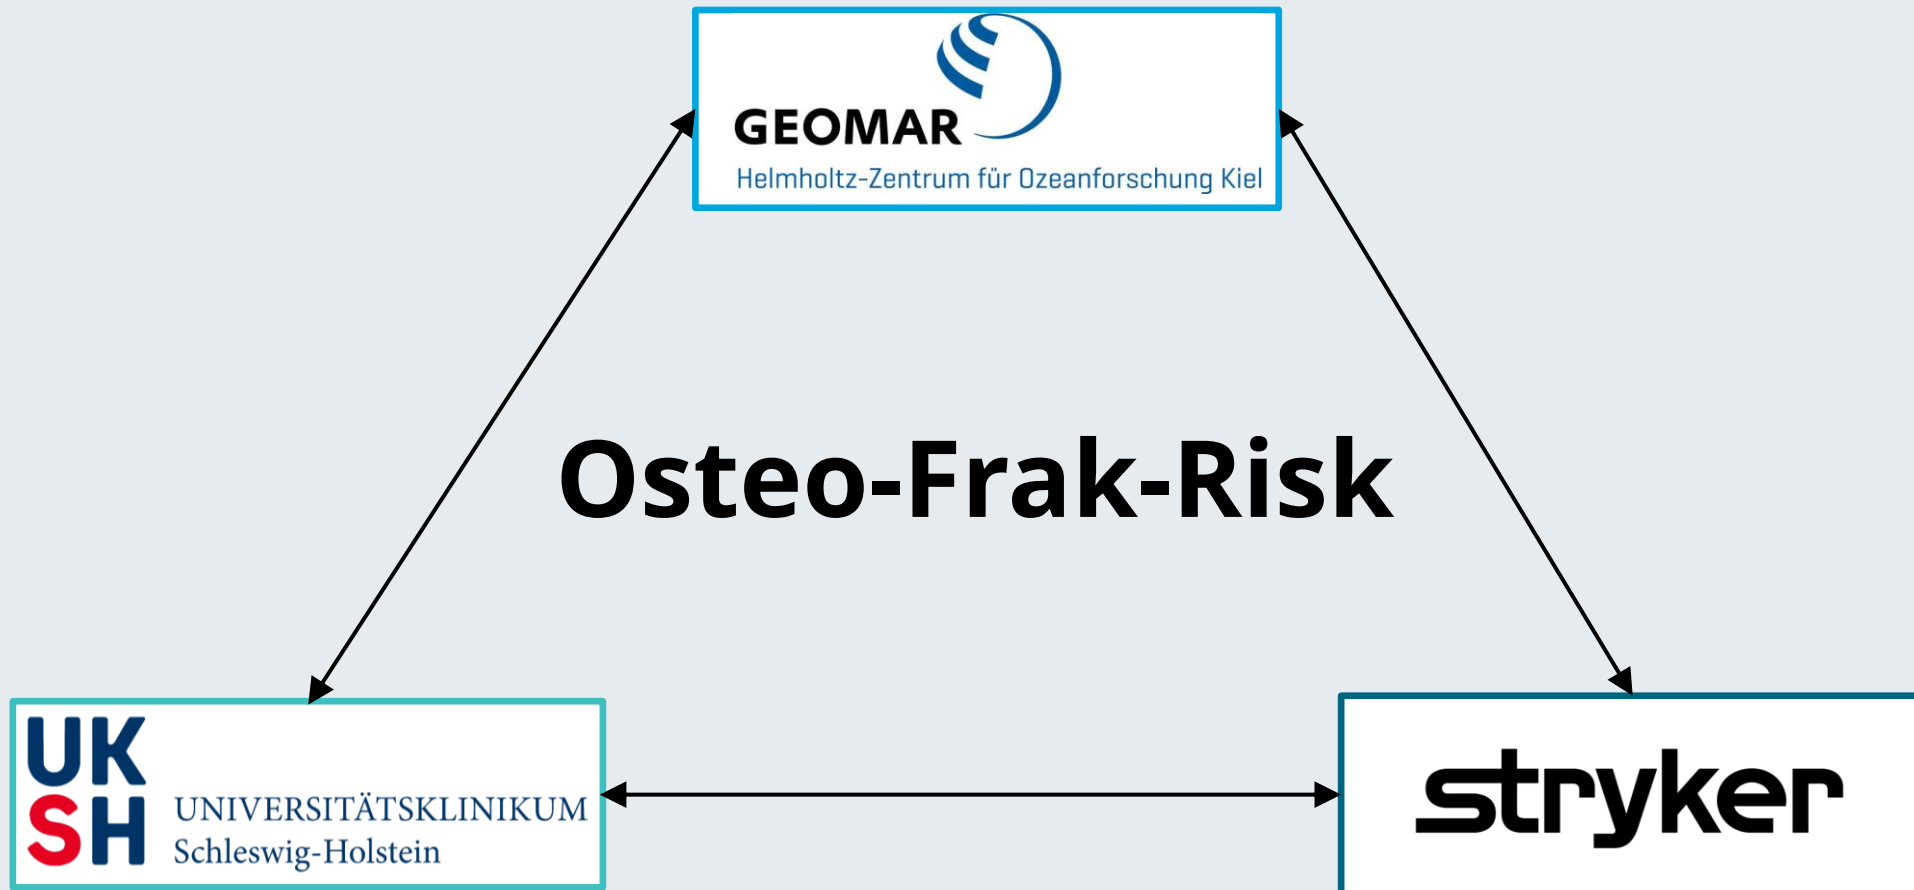 GEOMAR
Helmholtz-Zentrum für Ozeanforschung Kiel
Osteo-Frak-Risk
UK
SH
UNIVERSITÄTSKLINIKUM
Schleswig-Holstein
stryker